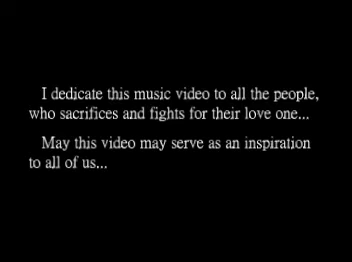 I dedicate this music video to all the people,
who sacrifices and fights for their love one...
May this video may serve as an inspiration
to all of us...